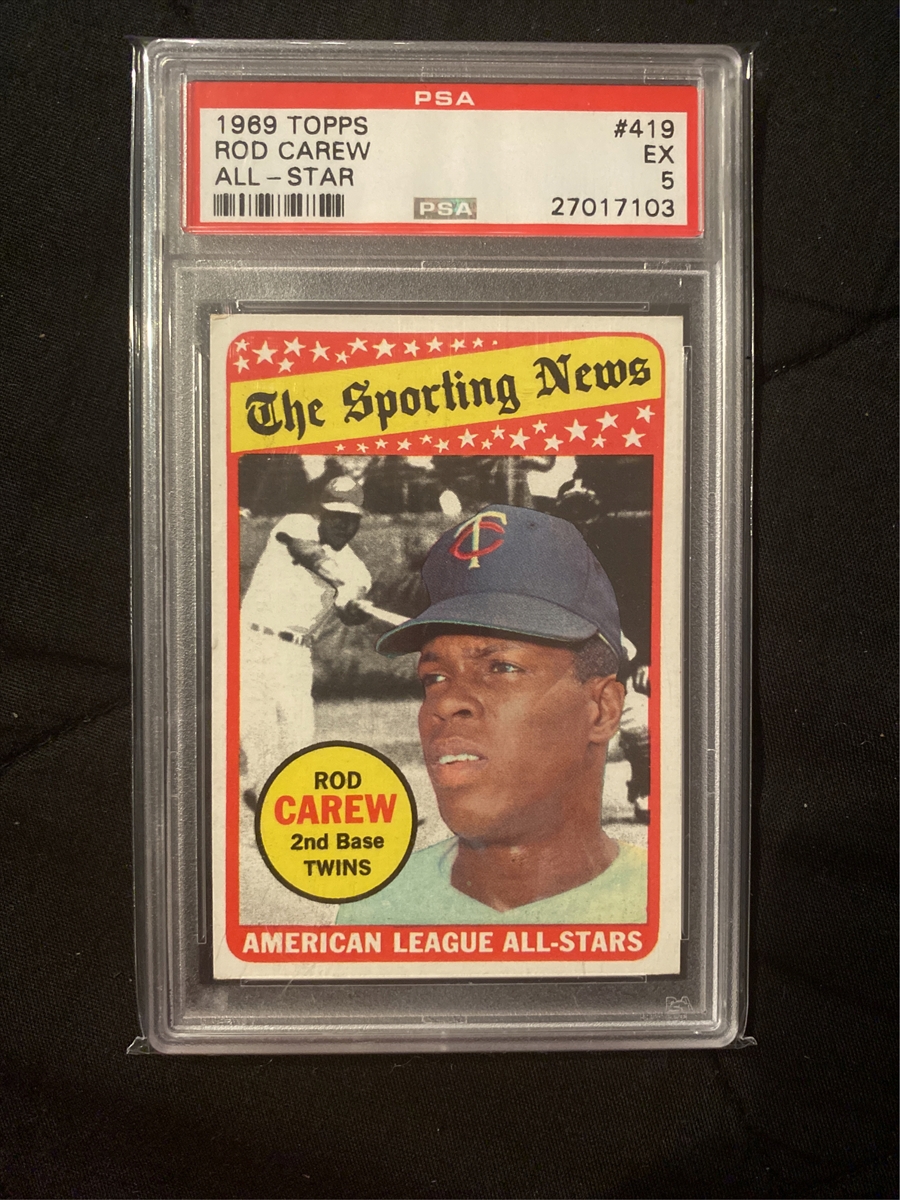 PSA
1969 TOPPS #419
ROD CAREW EX
ALL-STAR 5
PSA 27017103
The Sporting News
TC
ROD
CAREW
2nd Base
TWINS
AMERICAN LEAGUE ALL-STARS